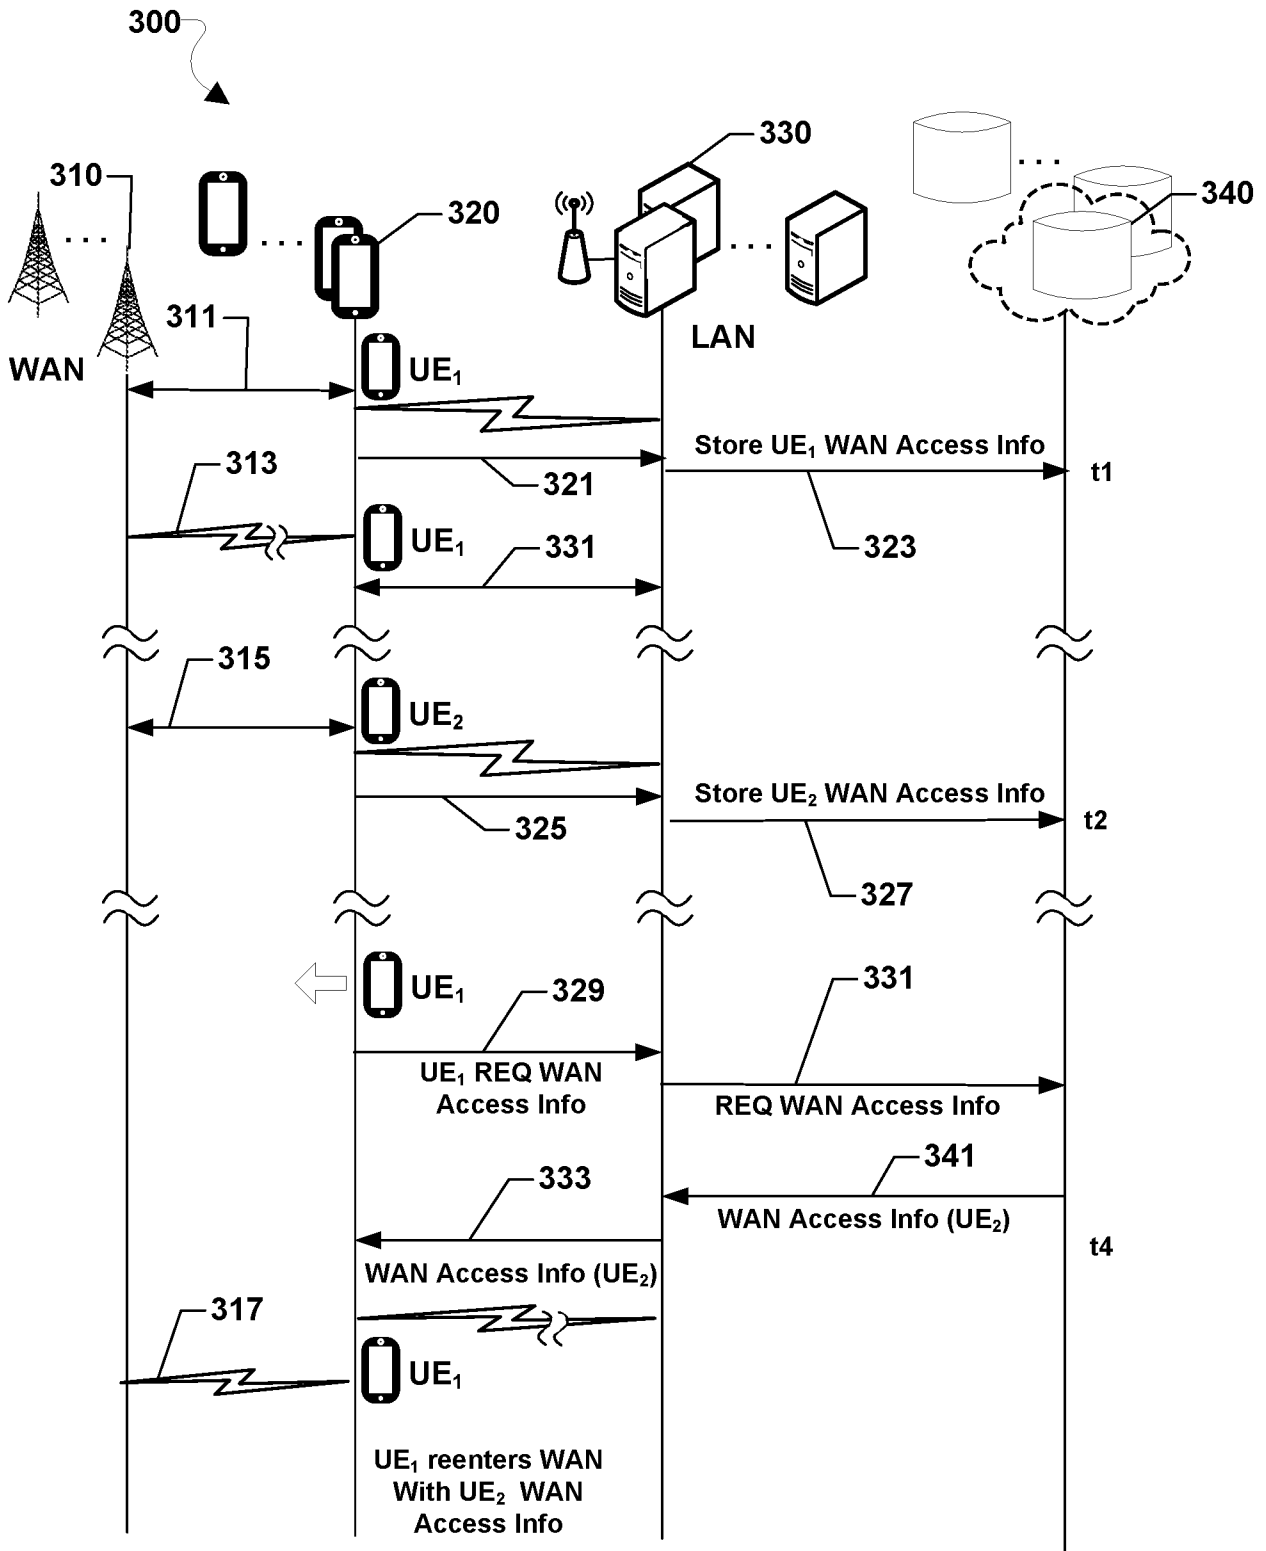 300
330
310
320
340
311
WAN
LAN
UE1
Store UE1 WAN Access Info
t1
313
321
UE1
331
323
315
UE2
Store UE2 WAN Access Info
t2
325
327
UE1
329
331
UE1 REQ WAN
Access Info
REQ WAN Access Info
341
333
WAN Access Info (UE2)
t4
WAN Access Info (UE2)
317
UE1
UE1 reenters WAN
With UE2 WAN
Access Info